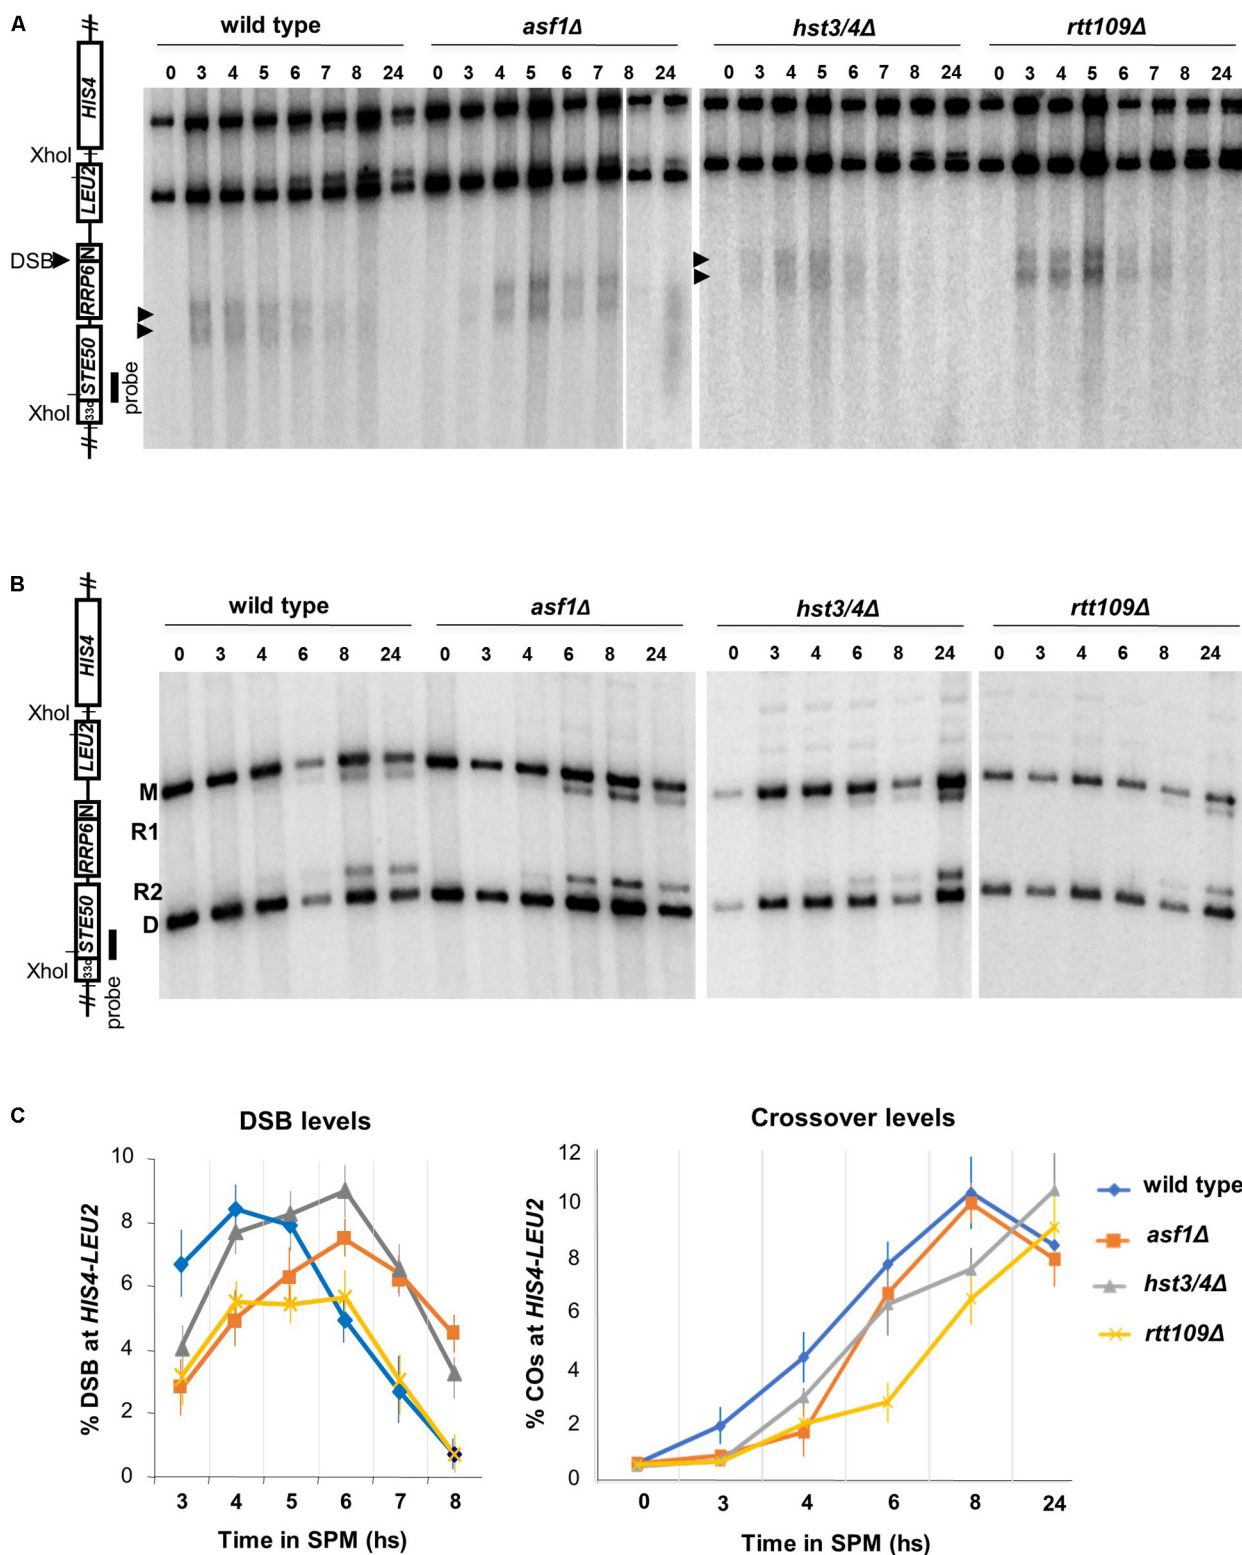 A
wild type
asf1Δ
hst3/4Δ
rtt109Δ
0 3 4 5 6 7 8 24 0 3 4 5 6 7 8 24 0 3 4 5 6 7 8 24 0 3 4 5 6 7 8 24
HIS4
XhoI
LEU2
N
DSB
RRP6
STE50
probe
XhoI
B
wild type
asf1Δ
hst3/4Δ
rtt109Δ
0 3 4 6 8 24 0 3 4 6 8 24 0 3 4 6 8 24 0 3 4 6 8 24
HIS4
XhoI
LEU2
N
RRP6
STE50
probe
XhoI
M
R1
R2
D
C
DSB levels
% DSB at HIS4-LEU2
10
8
6
4
2
0
3 4 5 6 7 8
Time in SPM (hs)
Crossover levels
% COs at HIS4-LEU2
12
10
8
6
4
2
0
0 3 4 6 8 24
Time in SPM (hs)
wild type
asf1Δ
hst3/4Δ
rtt109Δ